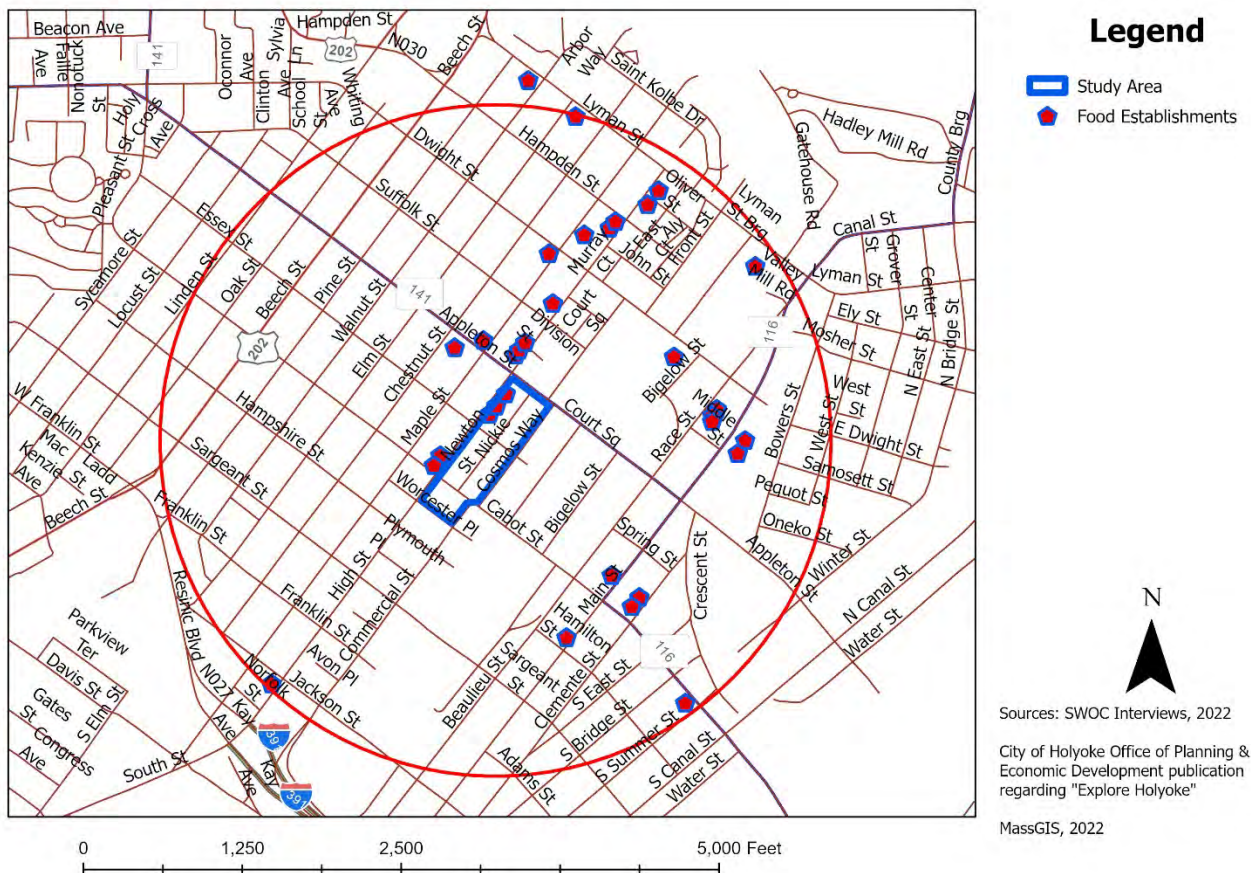 Hampden St
Beacon Ave
Faille
Ave
Nonotuck
St
141
Oconnor
Ave
Clinton
Ave
Sylvia
Ln
School
St
Ave
202
Whiting
N030
Beech St
Arbor
Way
Saint Kolbe Dr
Holy
Cross
Ave
Pleasant St
Lyman St
Hadley Mill Rd
County Brg
Gatehouse Rd
Dwight St
Hampden St
Suffolk St
Oliver
St
Lyman
St Brg
Canal St
Essex St
East
Ct
Aly
Front St
Murray
Ct
John St
Valley
Mill Rd
Lyman St
Grover
St
Center
St
Sycamore St
Locust St
Linden St
Oak St
Beech St
Pine St
Walnut St
141
Court
Sq
Division
St
Ely St
Mosher St
N East St
N Bridge St
116
202
Elm St
Chestnut St
Appleton St
Bigelow St
West
St
W Franklin St
Hampshire St
Maple St
Newton
St
Nickie
Cosmos Way
Court Sq
Race St
Middle
St
Bowers St
S West St
E Dwight St
Mac
Kenzie
Ave
Ladd
St
Sargeant St
Samosett St
Beech St
Worcester Pl
Cabot St
Bigelow St
Pequot St
Franklin St
Plymouth
Pl
Spring St
Oneko St
High St
Crescent St
Appleton St
Winter St
Resinic Blvd
Commercial St
Main St
N Canal St
Water St
Franklin St
Hamilton
St
116
Parkview
Ter
Davis St
Avon Pl
Sargeant
St
Clemente St
S East St
Norfolk
St
Jackson St
Beaulieu St
N027
Kay
Ave
Gates
St
S Elm St
Congress
Ave
S Bridge St
S Summer St
391
South St
Kay
Ave
391
Adams St
S Canal St
Water St
Legend
Study Area
Food Establishments
N
Sources: SWOC Interviews, 2022
City of Holyoke Office of Planning &
Economic Development publication
regarding "Explore Holyoke"
MassGIS, 2022
0 1,250 2,500 5,000 Feet